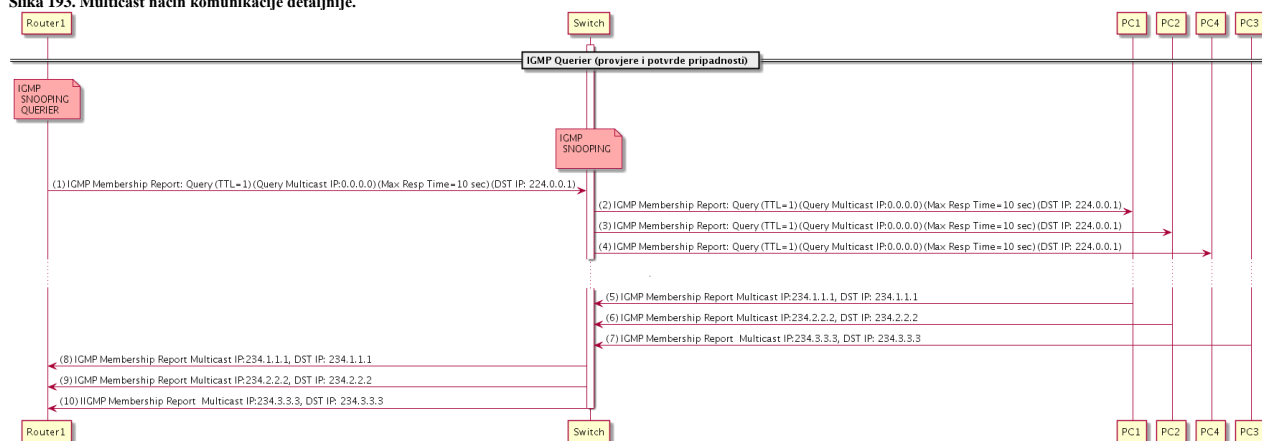 Slika 193. Multicast način komunikacije detaljnije.
Router1
Switch
PC1
PC2
PC4
PC3
IGMP Querier (provjere i potvrde pripadnosti)
IGMP
SNOOPING
QUERIER
IGMP
SNOOPING
(1) IGMP Membership Report: Query (TTL=1) (Query Multicast IP:0.0.0.0) (Max Resp Time=10 sec) (DST IP: 224.0.0.1)
(2) IGMP Membership Report: Query (TTL=1) (Query Multicast IP:0.0.0.0) (Max Resp Time=10 sec) (DST IP: 224.0.0.1)
(3) IGMP Membership Report: Query (TTL=1) (Query Multicast IP:0.0.0.0) (Max Resp Time=10 sec) (DST IP: 224.0.0.1)
(4) IGMP Membership Report: Query (TTL=1) (Query Multicast IP:0.0.0.0) (Max Resp Time=10 sec) (DST IP: 224.0.0.1)
(5) IGMP Membership Report Multicast IP:234.1.1.1, DST IP: 234.1.1.1
(6) IGMP Membership Report Multicast IP:234.2.2.2, DST IP: 234.2.2.2
(7) IGMP Membership Report Multicast IP:234.3.3.3, DST IP: 234.3.3.3
(8) IGMP Membership Report Multicast IP:234.1.1.1, DST IP: 234.1.1.1
(9) IGMP Membership Report Multicast IP:234.2.2.2, DST IP: 234.2.2.2
(10) IIGMP Membership Report Multicast IP:234.3.3.3, DST IP: 234.3.3.3
Router1
Switch
PC1
PC2
PC4
PC3